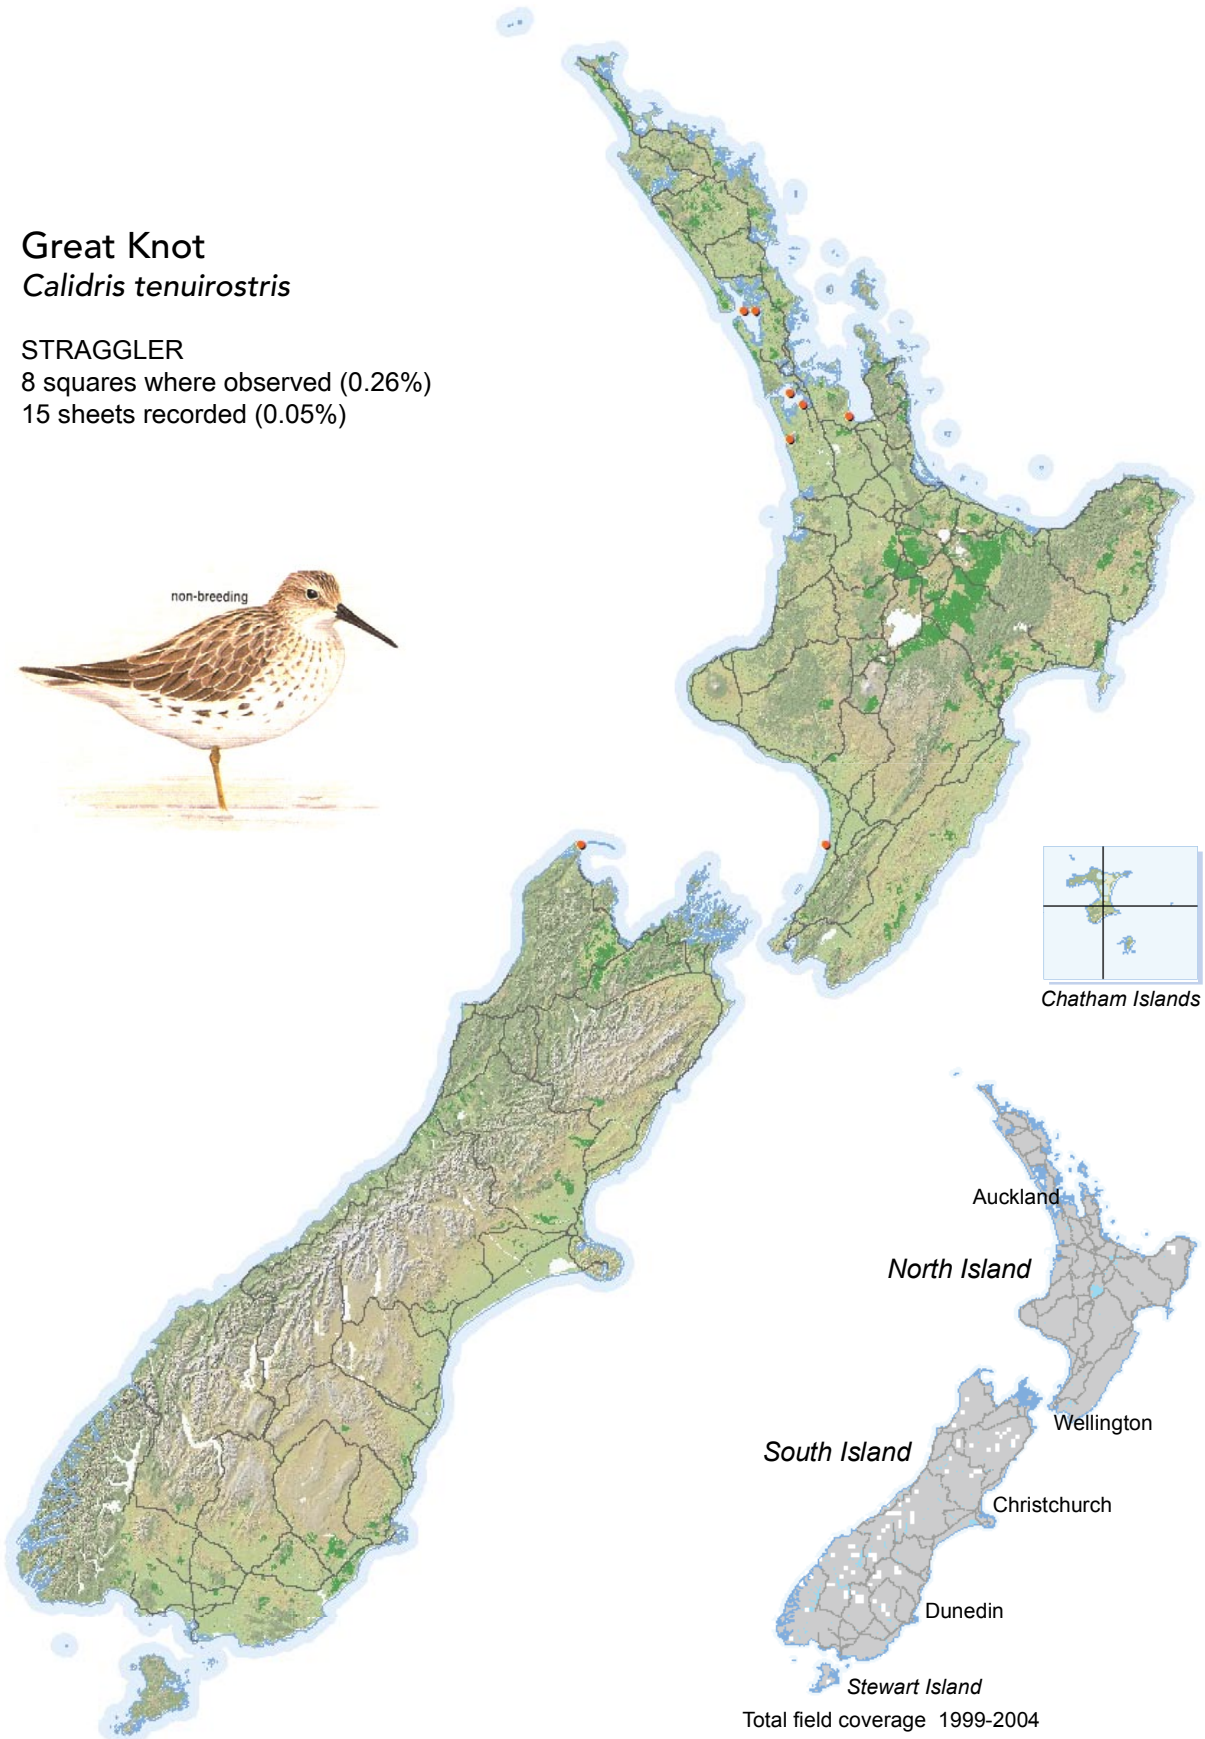 Great Knot
Calidris tenuirostris
STRAGGLER
8 squares where observed (0.26%)
15 sheets recorded (0.05%)
non-breeding
Chatham Islands
Auckland
North Island
Wellington
South Island
Christchurch
Dunedin
Stewart Island
Total field coverage 1999-2004